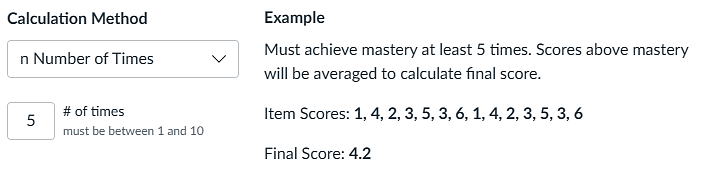 Calculation Method
n Number of Times
5
# of times
must be between 1 and 10
Example
Must achieve mastery at least 5 times. Scores above mastery
will be averaged to calculate final score.
Item Scores: 1, 4, 2, 3, 5, 3, 6, 1, 4, 2, 3, 5, 3, 6
Final Score: 4.2